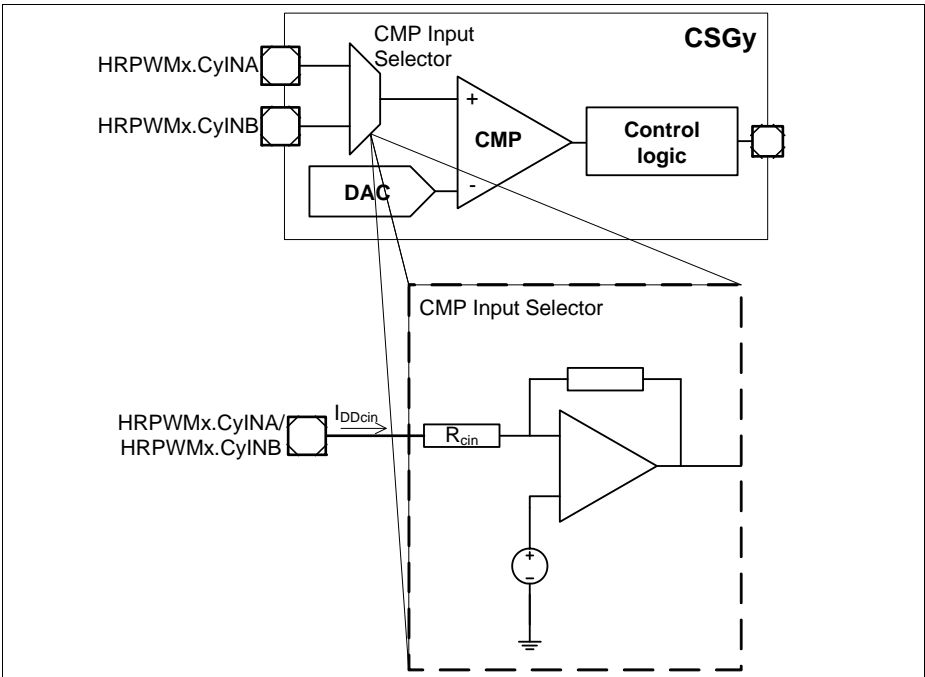 CSGy
CMP Input
Selector
HRPWMx.CyINA
HRPWMx.CyINB
+
CMP
-
DAC
Control
logic
CMP Input Selector
HRPWMx.CyINA/
HRPWMx.CyINB
IDDcin
Rcin
+
-